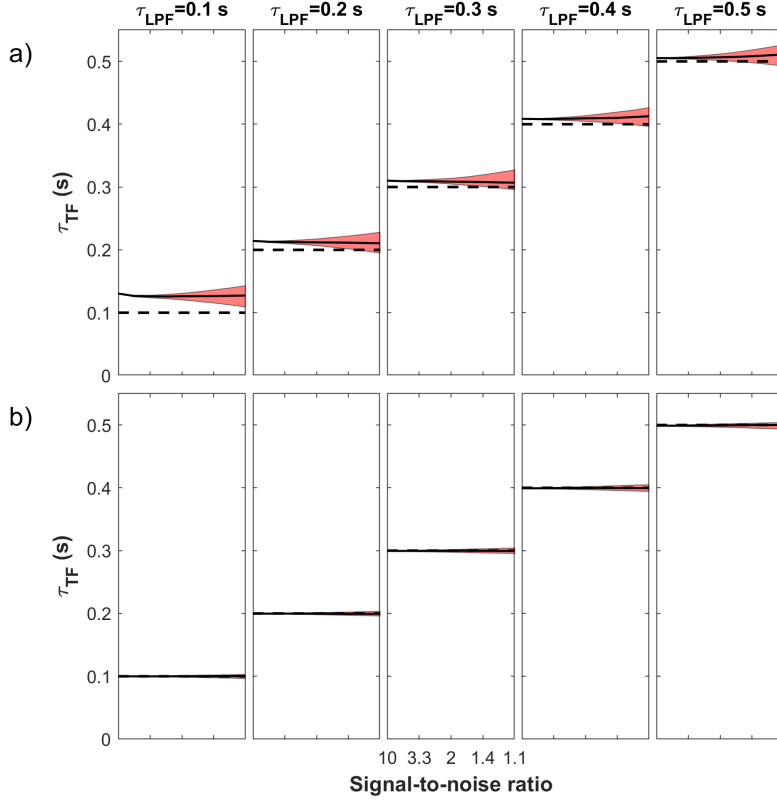 τLPF=0.1 s τLPF=0.2 s τLPF=0.3 s τLPF=0.4 s τLPF=0.5 s
a)
0.5
0.4
0.3
0.2
0.1
0
τTF (s)
b)
0.5
0.4
0.3
0.2
0.1
0
τTF (s)
10 3.3 2 1.4 1.1
Signal-to-noise ratio